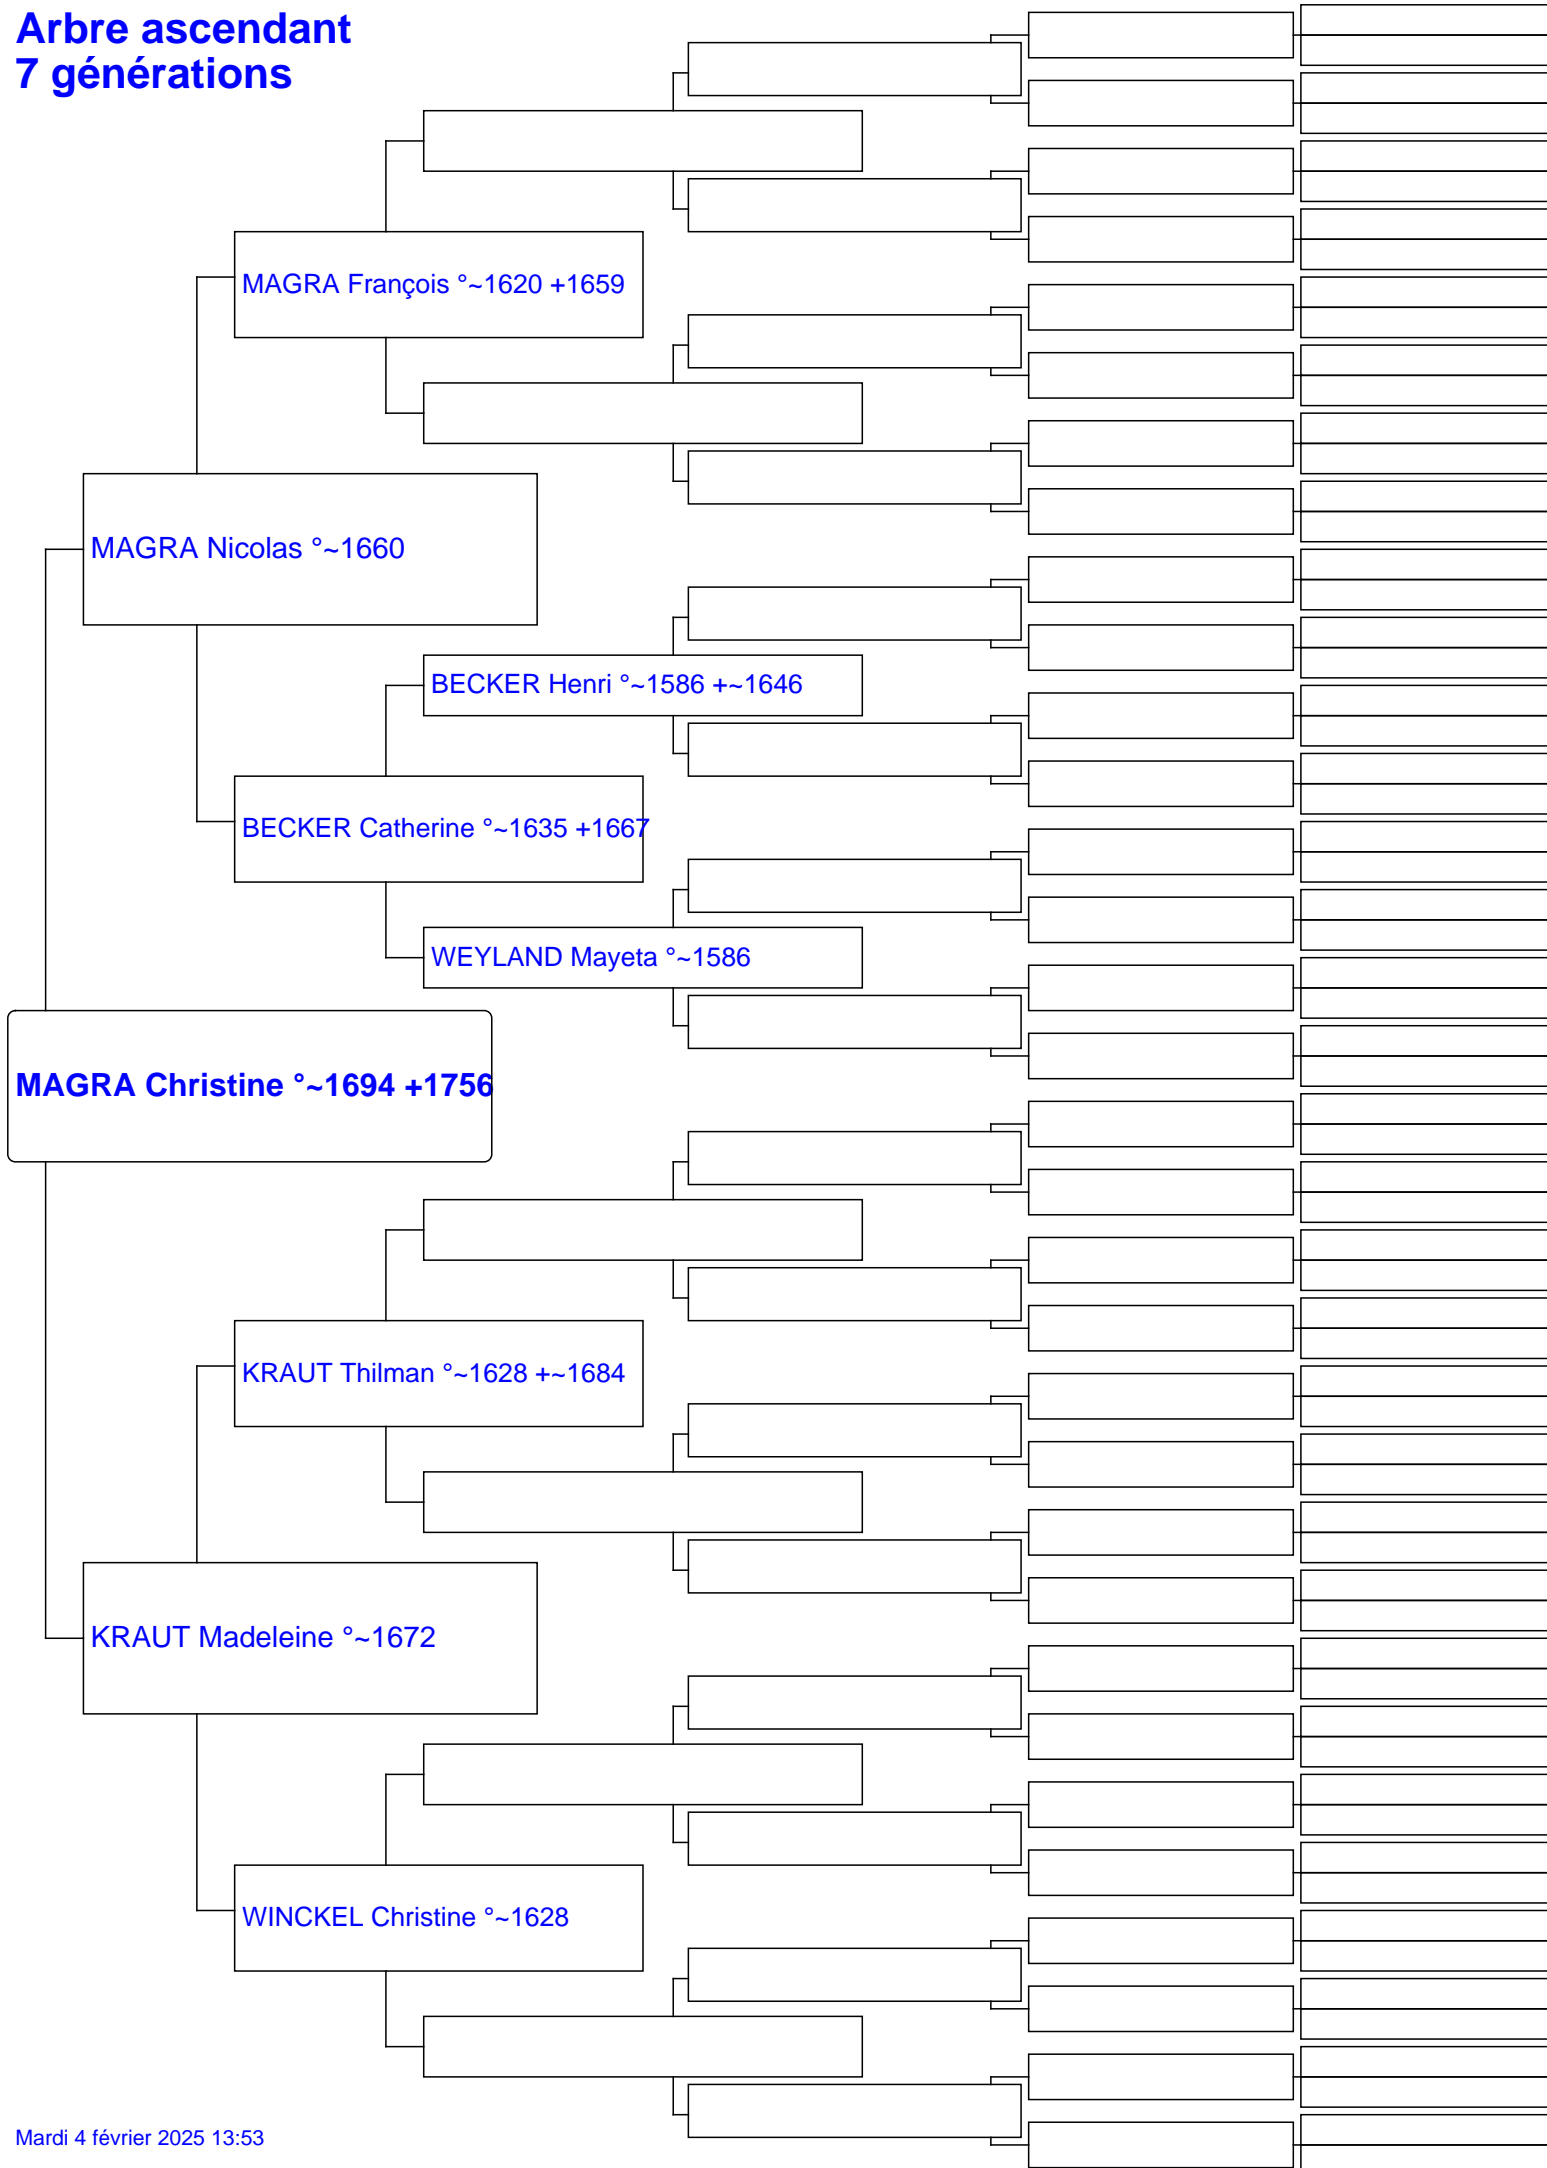 Arbre ascendant
7 générations
MAGRA François °~1620 +1659
MAGRA Nicolas °~1660
BECKER Henri °~1586 +~1646
BECKER Catherine °~1635 +1667
WEYLAND Mayeta °~1586
MAGRA Christine °~1694 +1756
KRAUT Thilman °~1628 +~1684
KRAUT Madeleine °~1672
WINCKEL Christine °~1628
Mardi 4 février 2025 13:53